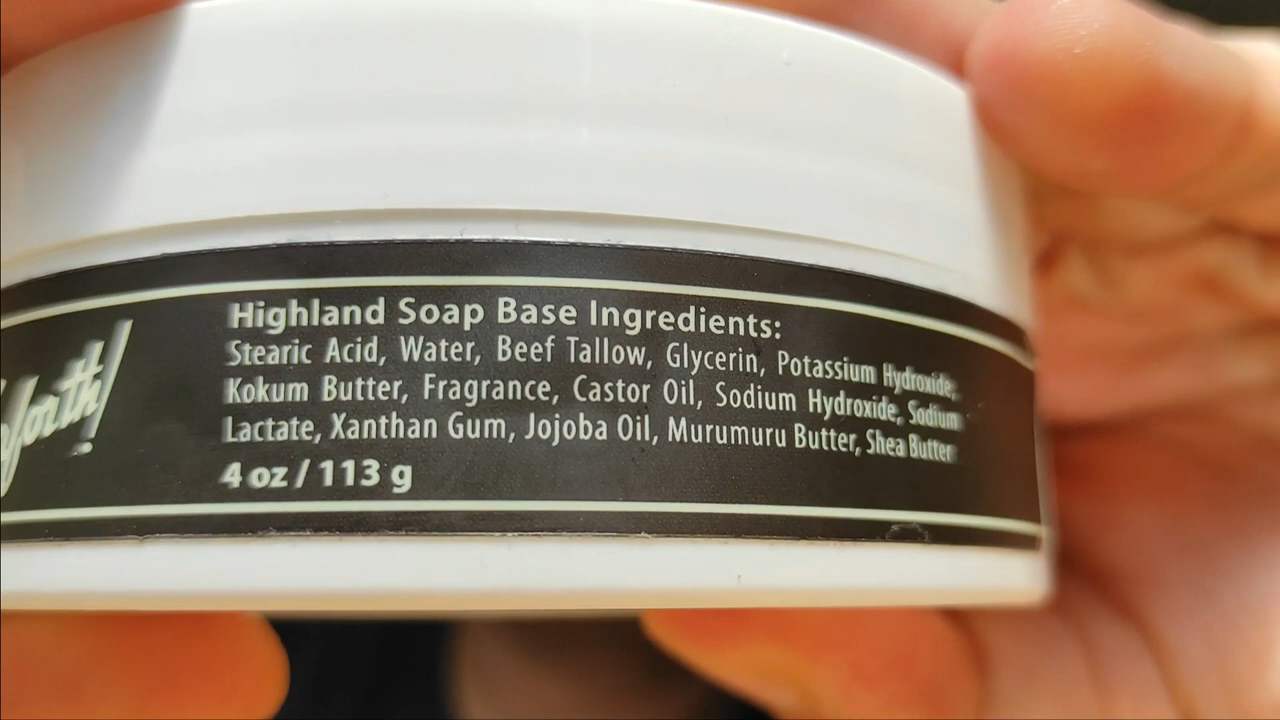 Highland Soap Base Ingredients:
Stearic Acid, Water, Beef Tallow, Glycerin, Potassium Hydroxide,
Kokum Butter, Fragrance, Castor Oil, Sodium Hydroxide, Sodium
Lactate, Xanthan Gum, Jojoba Oil, Murumuru Butter, Shea Butter
4 oz / 113 g